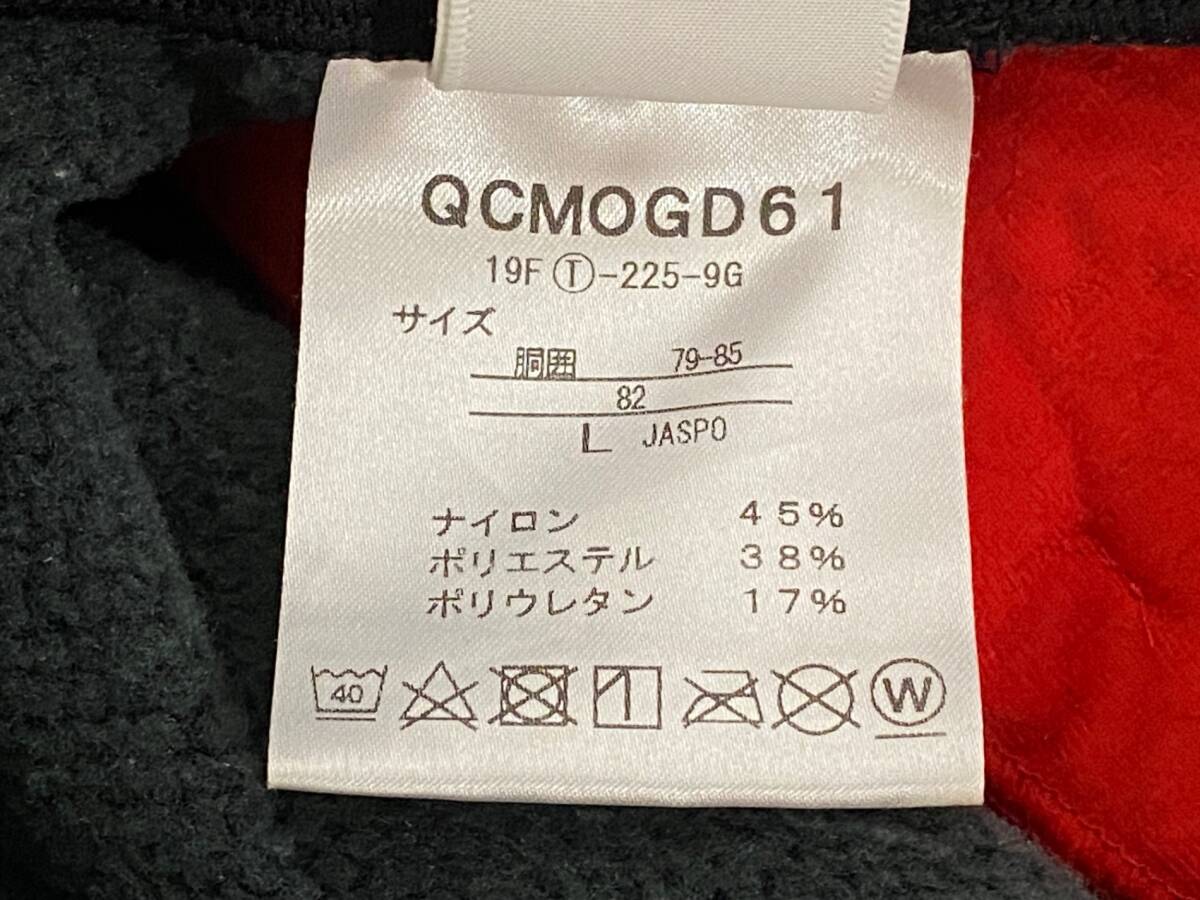 QCMOGD61
19FⓉ-225-9G
サイズ
胴囲 79-85
82
L JASPO
ナイロン 45%
ポリエステル 38%
ポリウレタン 17%
40 W